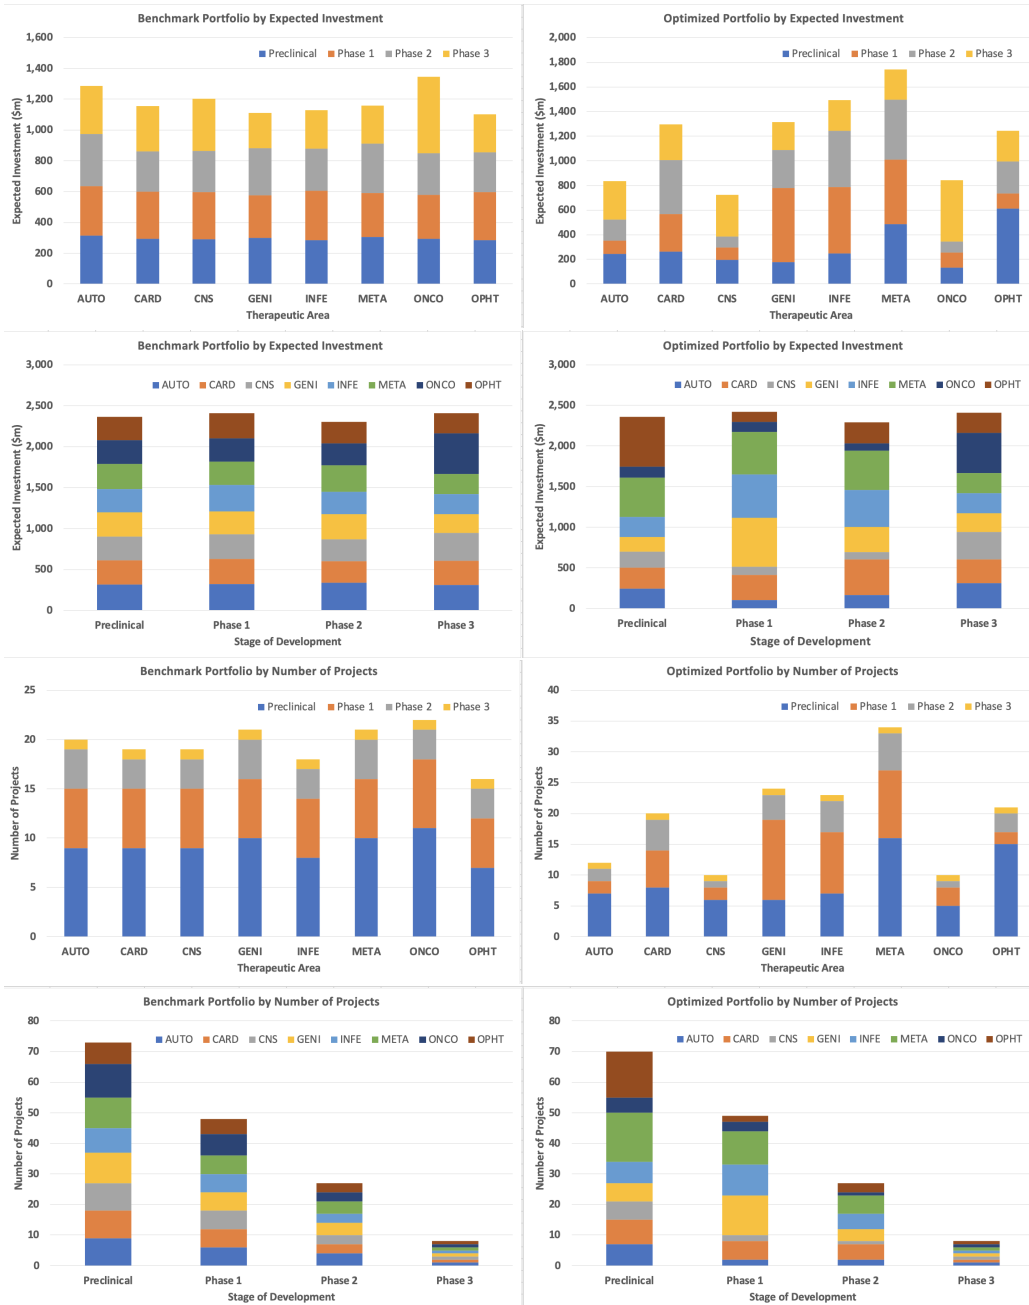 Benchmark Portfolio by Expected Investment
1,600
1,400
1,200
1,000
800
600
400
200
0
Expected Investment ($m)
Preclinical Phase 1 Phase 2 Phase 3
AUTO CARD CNS GENI INFE META ONCO OPHT
Therapeutic Area
Optimized Portfolio by Expected Investment
2,000
1,800
1,600
1,400
1,200
1,000
800
600
400
200
0
Expected Investment ($m)
Preclinical Phase 1 Phase 2 Phase 3
AUTO CARD CNS GENI INFE META ONCO OPHT
Therapeutic Area
Benchmark Portfolio by Expected Investment
3,000
2,500
2,000
1,500
1,000
500
0
Expected Investment ($m)
AUTO CARD CNS GENI INFE META ONCO OPHT
Preclinical Phase 1 Phase 2 Phase 3
Stage of Development
Optimized Portfolio by Expected Investment
3,000
2,500
2,000
1,500
1,000
500
0
Expected Investment ($m)
AUTO CARD CNS GENI INFE META ONCO OPHT
Preclinical Phase 1 Phase 2 Phase 3
Stage of Development
Benchmark Portfolio by Number of Projects
25
20
15
10
5
0
Number of Projects
Preclinical Phase 1 Phase 2 Phase 3
AUTO CARD CNS GENI INFE META ONCO OPHT
Therapeutic Area
Optimized Portfolio by Number of Projects
40
35
30
25
20
15
10
5
0
Number of Projects
Preclinical Phase 1 Phase 2 Phase 3
AUTO CARD CNS GENI INFE META ONCO OPHT
Therapeutic Area
Benchmark Portfolio by Number of Projects
80
70
60
50
40
30
20
10
0
Number of Projects
AUTO CARD CNS GENI INFE META ONCO OPHT
Preclinical Phase 1 Phase 2 Phase 3
Stage of Development
Optimized Portfolio by Number of Projects
80
70
60
50
40
30
20
10
0
Number of Projects
AUTO CARD CNS GENI INFE META ONCO OPHT
Preclinical Phase 1 Phase 2 Phase 3
Stage of Development